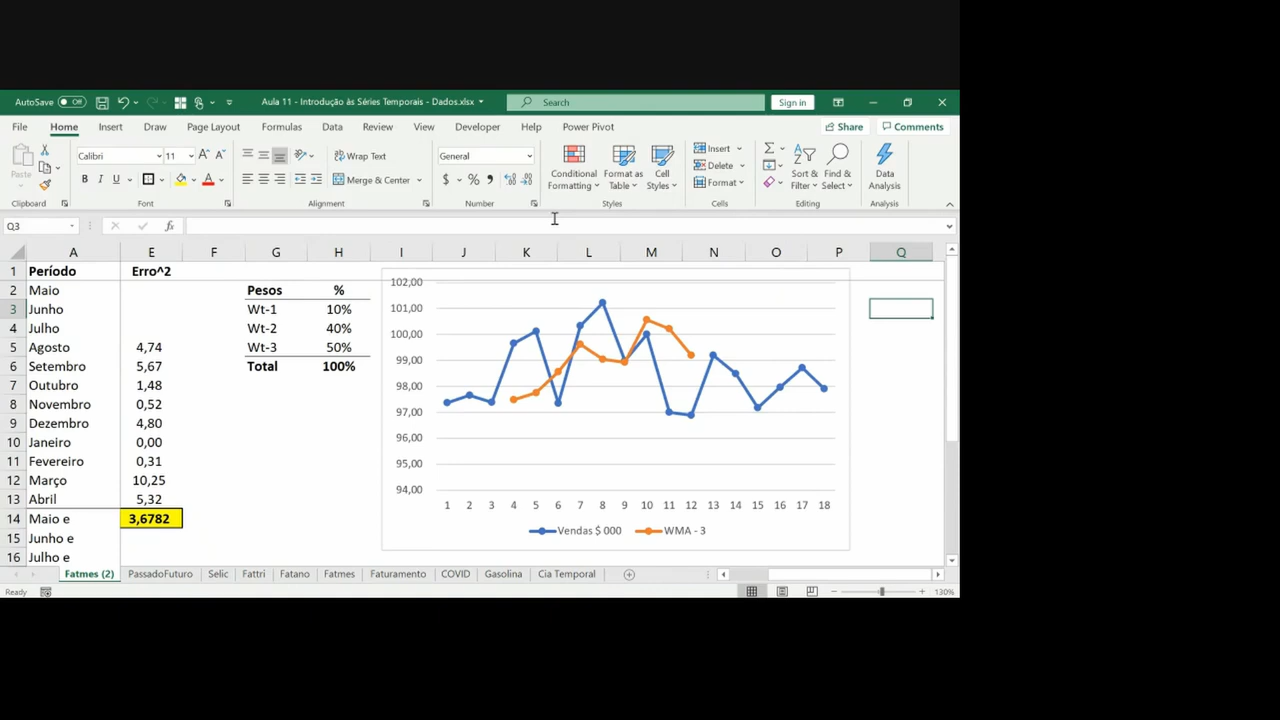 AutoSave Off Aula 11 - Introdução às Séries Temporais - Dados.xlsx Search Sign in
File Home Insert Draw Page Layout Formulas Data Review View Developer Help Power Pivot Share Comments
Paste Calibri 11 Wrap Text General Conditional Formatting Format as Table Cell Styles Insert Delete Format Sort & Filter Find & Select Data Analysis
B I U Merge & Center $ %
Clipboard Font Alignment Number Styles Cells Editing Analysis
Q3 fx
A E F G H I J K L M N O P Q
1 Período Erro^2
2 Maio Pesos %
3 Junho Wt-1 10%
4 Julho Wt-2 40%
5 Agosto 4,74 Wt-3 50%
6 Setembro 5,67 Total 100%
7 Outubro 1,48
8 Novembro 0,52
9 Dezembro 4,80
10 Janeiro 0,00
11 Fevereiro 0,31
12 Março 10,25
13 Abril 5,32
14 Maio e 3,6782
15 Junho e
16 Julho e
102,00
101,00
100,00
99,00
98,00
97,00
96,00
95,00
94,00
1 2 3 4 5 6 7 8 9 10 11 12 13 14 15 16 17 18
Vendas $ 000 WMA - 3
Fatmes (2) PassadoFuturo Selic Fattri Fatano Fatmes Faturamento COVID Gasolina Cia Temporal
Ready 130%